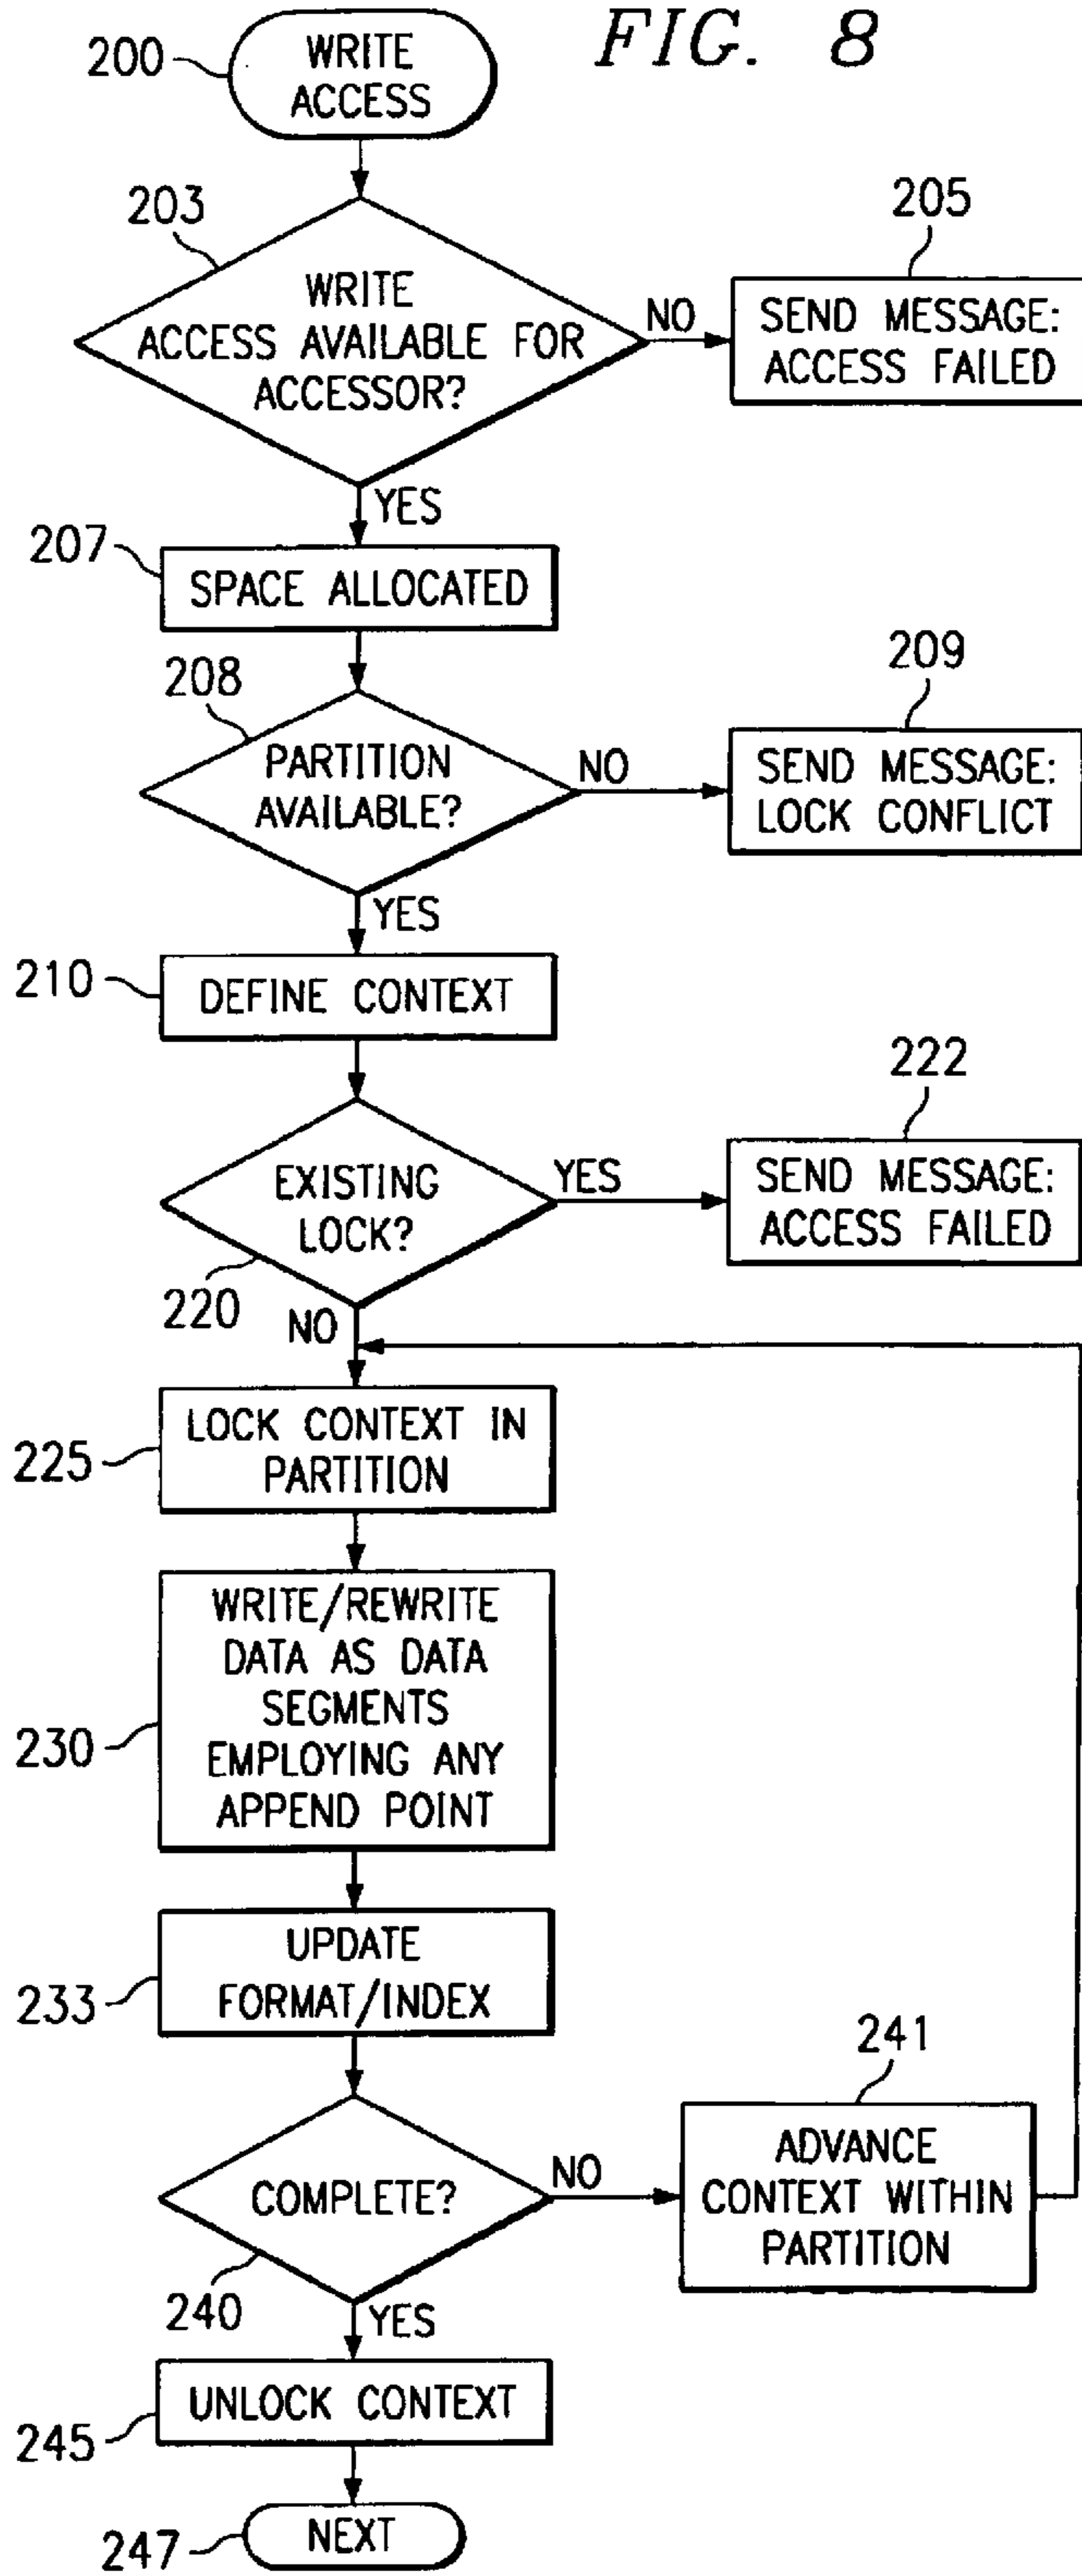 FIG. 8
200
WRITE
ACCESS
203
WRITE
ACCESS AVAILABLE FOR
ACCESSOR?
NO
205
SEND MESSAGE:
ACCESS FAILED
YES
207
SPACE ALLOCATED
208
PARTITION
AVAILABLE?
NO
209
SEND MESSAGE:
LOCK CONFLICT
YES
210
DEFINE CONTEXT
EXISTING
LOCK?
220
YES
222
SEND MESSAGE:
ACCESS FAILED
NO
225
LOCK CONTEXT IN
PARTITION
230
WRITE/REWRITE
DATA AS DATA
SEGMENTS
EMPLOYING ANY
APPEND POINT
233
UPDATE
FORMAT/INDEX
COMPLETE?
240
NO
241
ADVANCE
CONTEXT WITHIN
PARTITION
YES
245
UNLOCK CONTEXT
247
NEXT